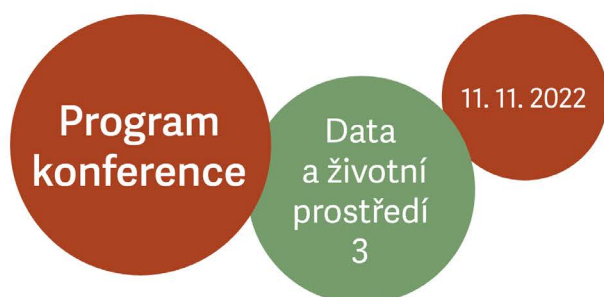 Program
konference
Data
a životní
prostředí
3
11. 11. 2022